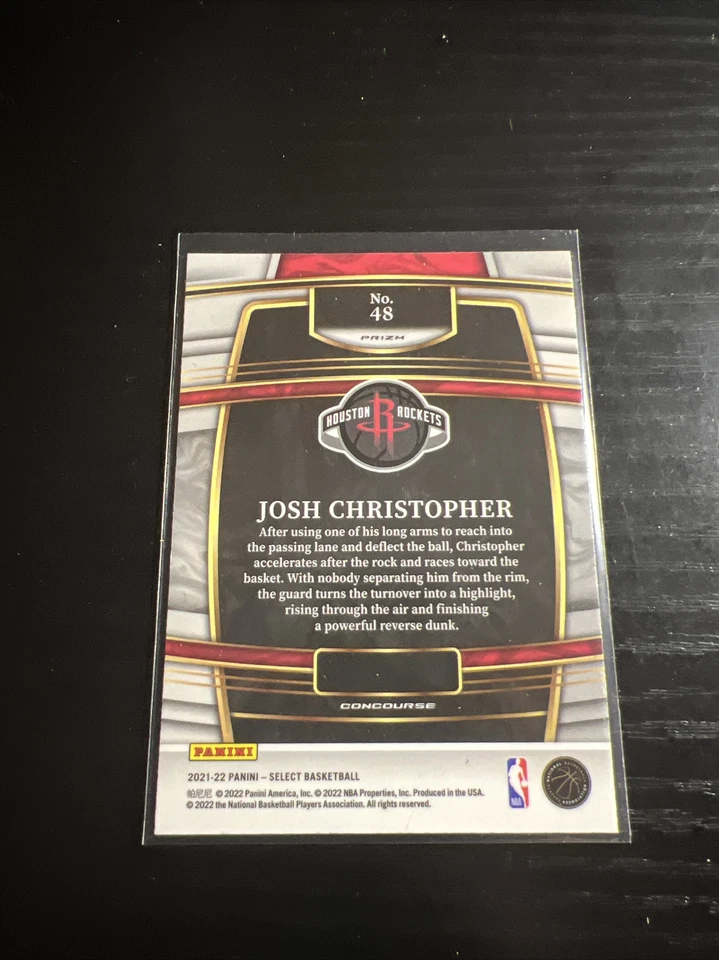 No.
48
PRIZM
HOUSTON R ROCKETS
JOSH CHRISTOPHER
After using one of his long arms to reach into
the passing lane and deflect the ball, Christopher
accelerates after the rock and races toward the
basket. With nobody separating him from the rim,
the guard turns the turnover into a highlight,
rising through the air and finishing
a powerful reverse dunk.
CONCOURSE
PANINI
2021-22 PANINI – SELECT BASKETBALL
帕尼尼 © 2022 Panini America, Inc. © 2022 NBA Properties, Inc. Produced in the USA.
© 2022 the National Basketball Players Association. All rights reserved.
NBA